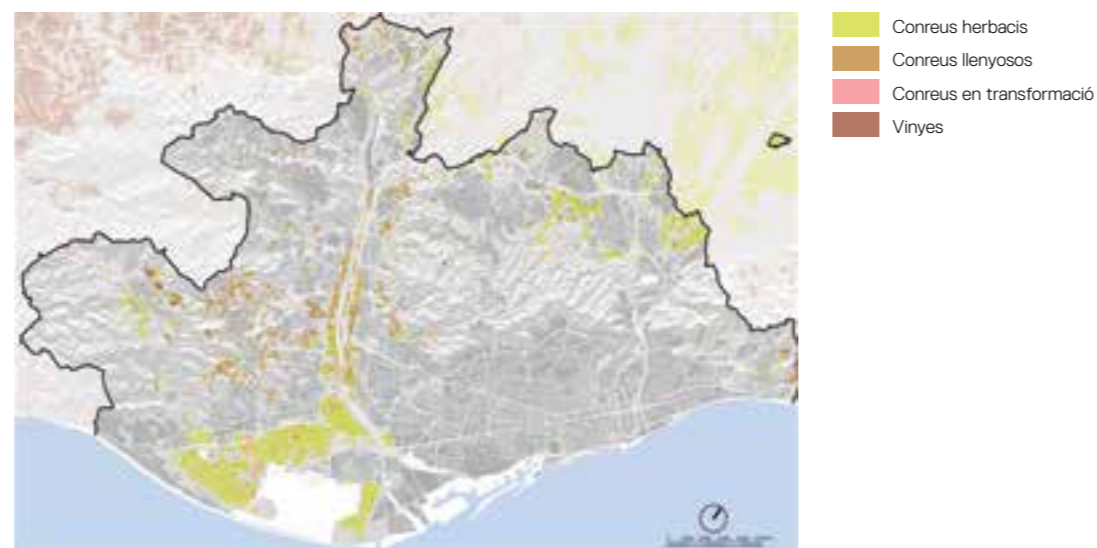 Conreus herbacis
Conreus llenyosos
Conreus en transformació
Vinyes